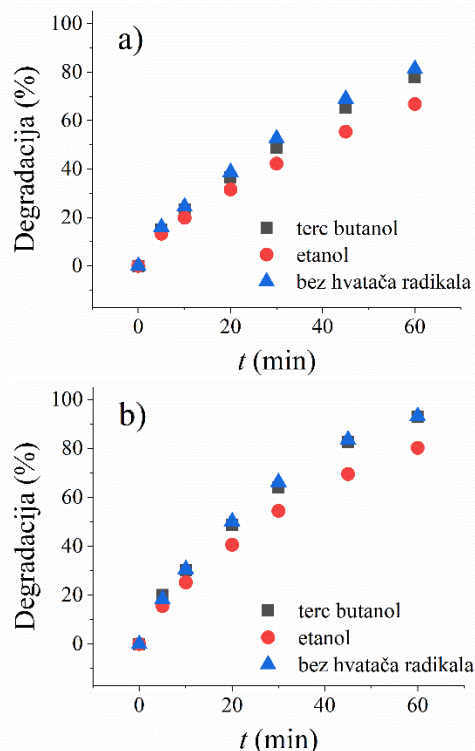 a)
Degradacija (%)
100
80
60
40
20
0
terc butanol
etanol
bez hvatača radikala
0
20
40
60
t (min)
b)
Degradacija (%)
100
80
60
40
20
0
terc butanol
etanol
bez hvatača radikala
0
20
40
60
t (min)